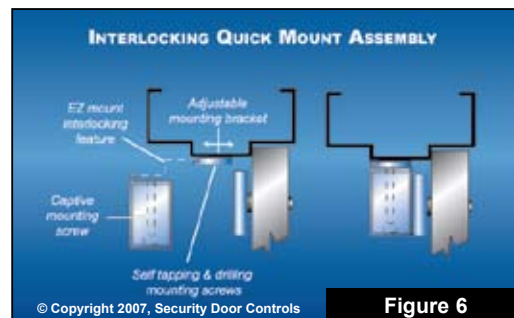 INTERLOCKING QUICK MOUNT ASSEMBLY
EZ mount
interlocking
feature
Adjustable
mounting bracket
Captive
mounting
screw
Self tapping & drilling
mounting screws
© Copyright 2007, Security Door Controls
Figure 6